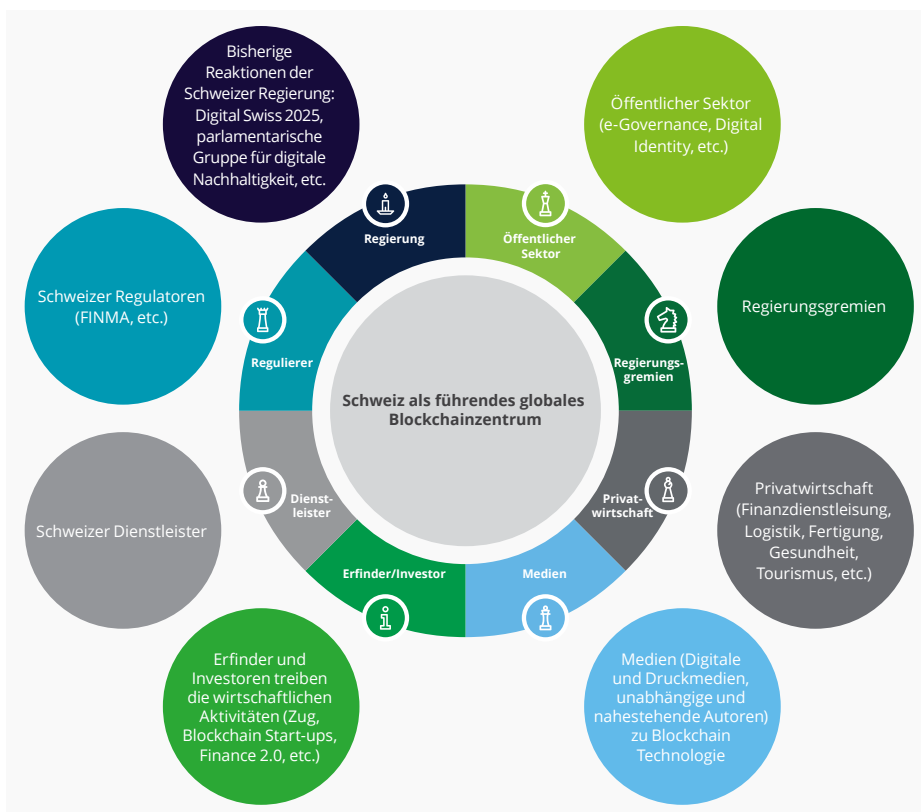 Bisherige
Reaktionen der
Schweizer Regierung:
Digital Swiss 2025,
parlamentarische
Gruppe für digitale
Nachhaltigkeit, etc.
Öffentlicher Sektor
(e-Governance, Digital
Identity, etc.)
Regierung
Öffentlicher
Sektor
Schweizer Regulatoren
(FINMA, etc.)
Regierungsgremien
Regulierer
Regierungs-
gremien
Schweiz als führendes globales
Blockchainzentrum
Schweizer Dienstleister
Dienst-
leister
Privat-
wirtschaft
Privatwirtschaft
(Finanzdienstleisung,
Logistik, Fertigung,
Gesundheit,
Tourismus, etc.)
Erfinder/Investor
Medien
Erfinder und
Investoren treiben
die wirtschaftlichen
Aktivitäten (Zug,
Blockchain Start-ups,
Finance 2.0, etc.)
Medien (Digitale
und Druckmedien,
unabhängige und
nahestehende Autoren)
zu Blockchain
Technologie